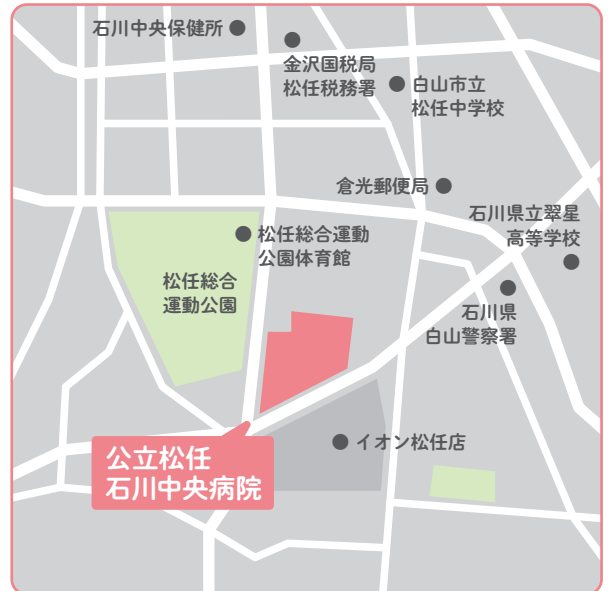 石川中央保健所
金沢国税局
松任税務署
白山市立
松任中学校
倉光郵便局
石川県立翠星
高等学校
松任総合運動
公園体育館
松任総合
運動公園
石川県
白山警察署
公立松任
石川中央病院
イオン松任店